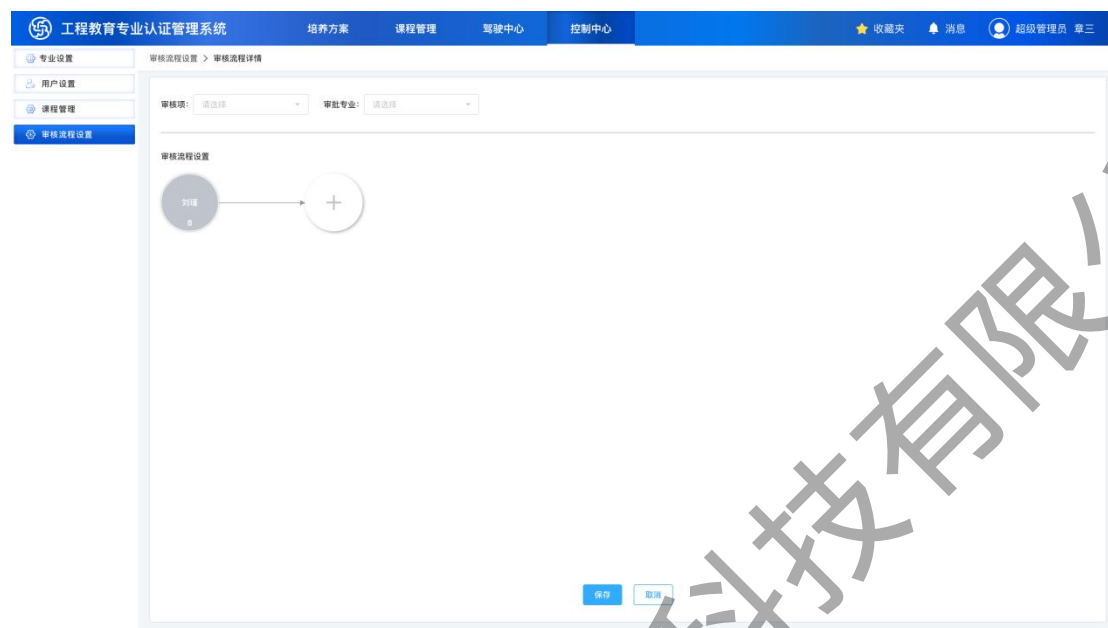 工程教育专业认证管理系统 培养方案 课程管理 驾驶中心 控制中心 收藏夹 消息 超级管理员 章三
专业设置
用户设置
课程管理
审核流程设置
审核流程设置 > 审核流程详情
审核项: 请选择 审批专业: 请选择
审核流程设置
刘瑾
+
保存 取消
科技有限